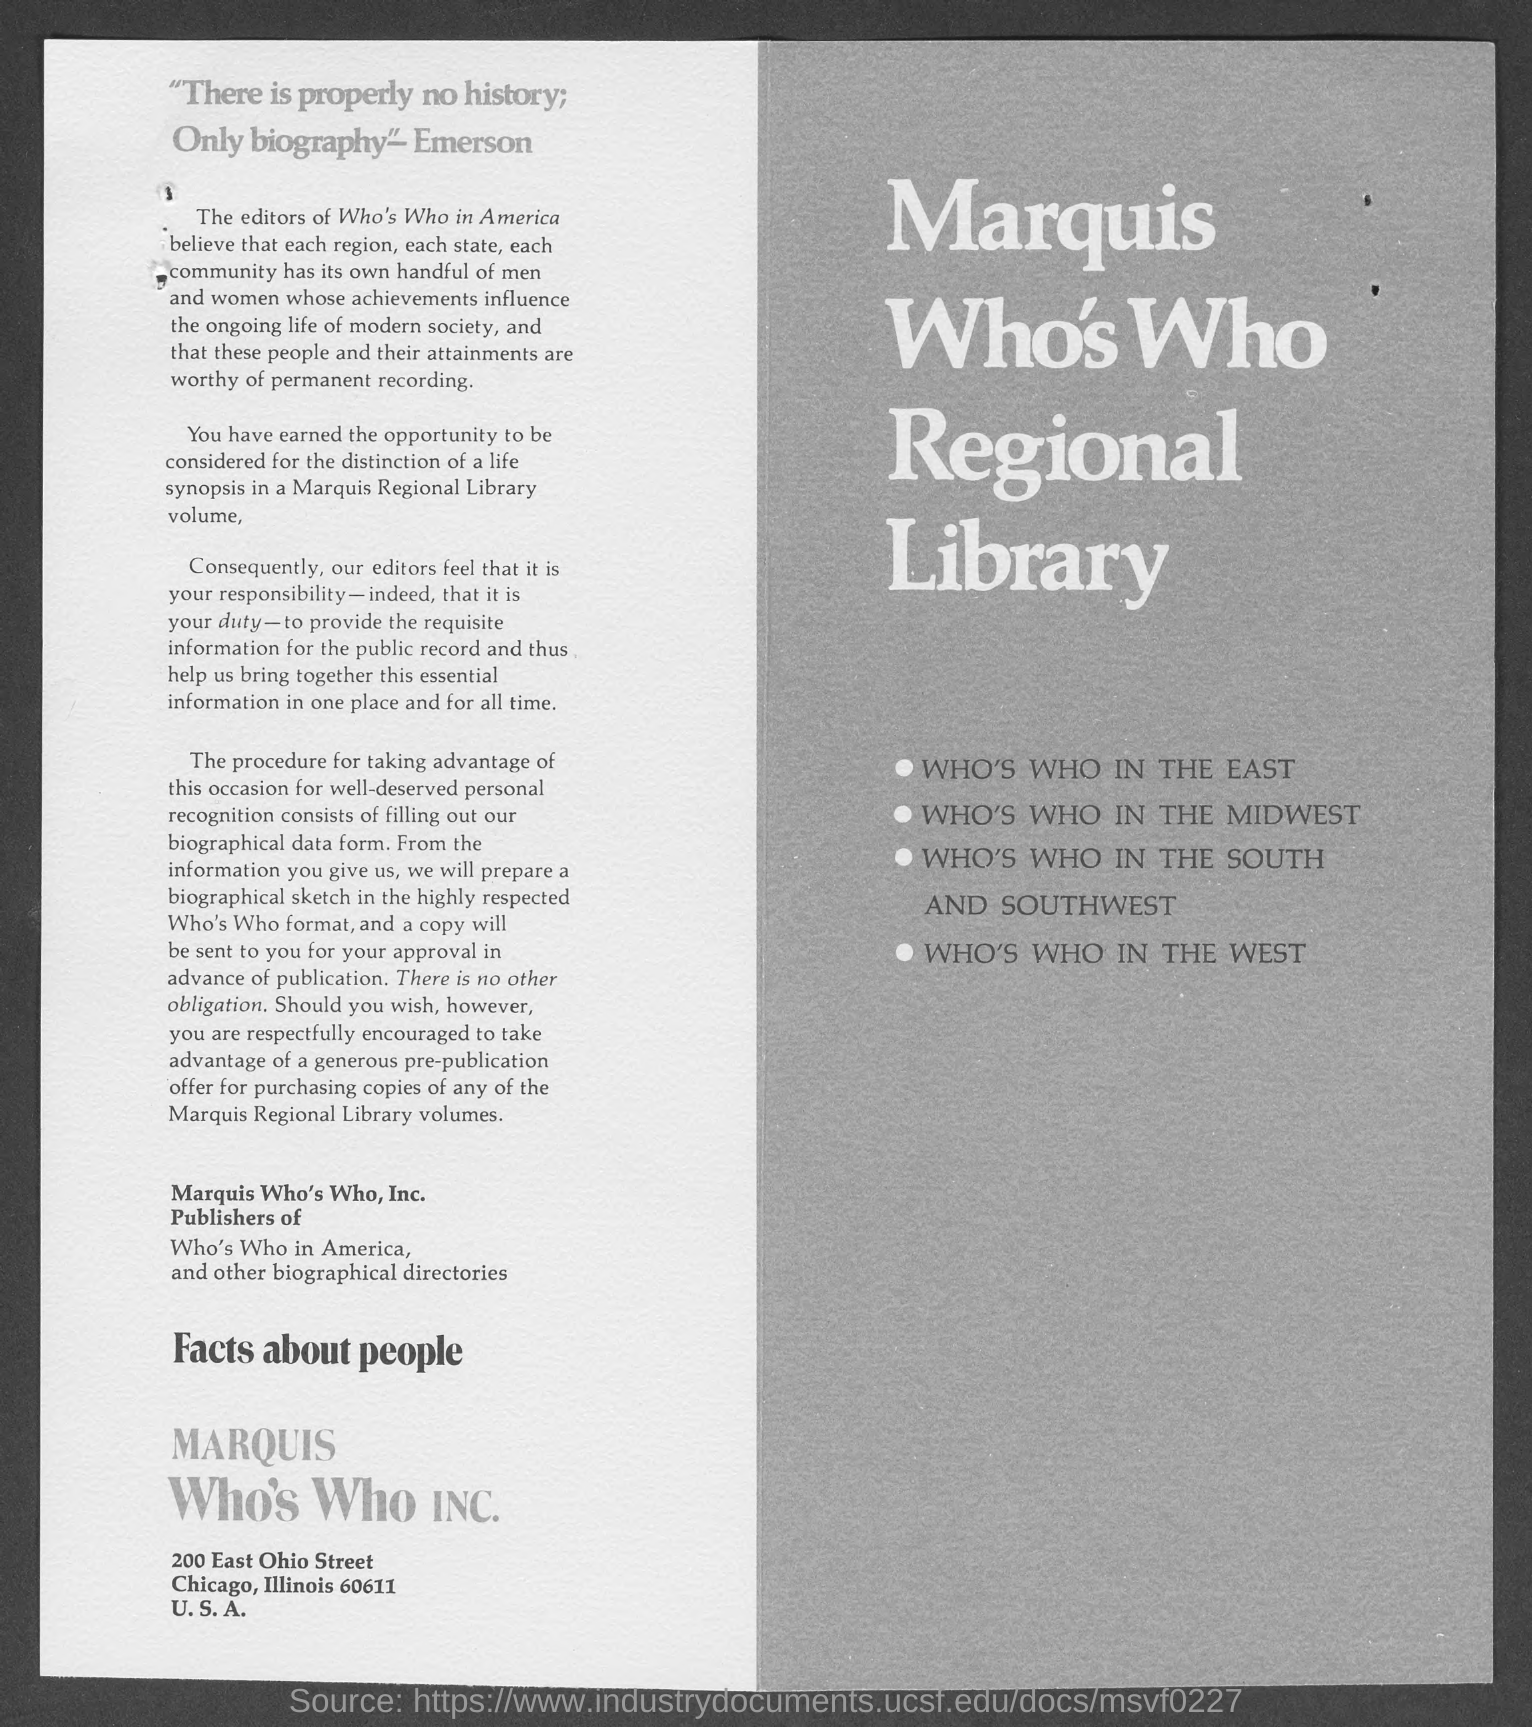 "There is properly no history;
Only biography"— Emerson
The editors of Who's Who in America
believe that each region, each state, each
community has its own handful of men
and women whose achievements influence
the ongoing life of modern society, and
that these people and their attainments are
worthy of permanent recording.
You have earned the opportunity to be
considered for the distinction of a life
synopsis in a Marquis Regional Library
volume,
Consequently, our editors feel that it is
your responsibility—indeed, that it is
your duty—to provide the requisite
information for the public record and thus
help us bring together this essential
information in one place and for all time.
The procedure for taking advantage of
this occasion for well-deserved personal
recognition consists of filling out our
biographical data form. From the
information you give us, we will prepare a
biographical sketch in the highly respected
Who's Who format, and a copy will
be sent to you for your approval in
advance of publication. There is no other
obligation. Should you wish, however,
you are respectfully encouraged to take
advantage of a generous pre-publication
offer for purchasing copies of any of the
Marquis Regional Library volumes.
Marquis Who's Who, Inc.
Publishers of
Who's Who in America,
and other biographical directories
Facts about people
MARQUIS
Who's Who INC.
200 East Ohio Street
Chicago, Illinois 60611
U. S. A.
Marquis
Who's Who
Regional
Library
● WHO'S WHO IN THE EAST
● WHO'S WHO IN THE MIDWEST
● WHO'S WHO IN THE SOUTH
AND SOUTHWEST
● WHO'S WHO IN THE WEST
Source: https://www.industrydocuments.ucsf.edu/docs/msvf0227